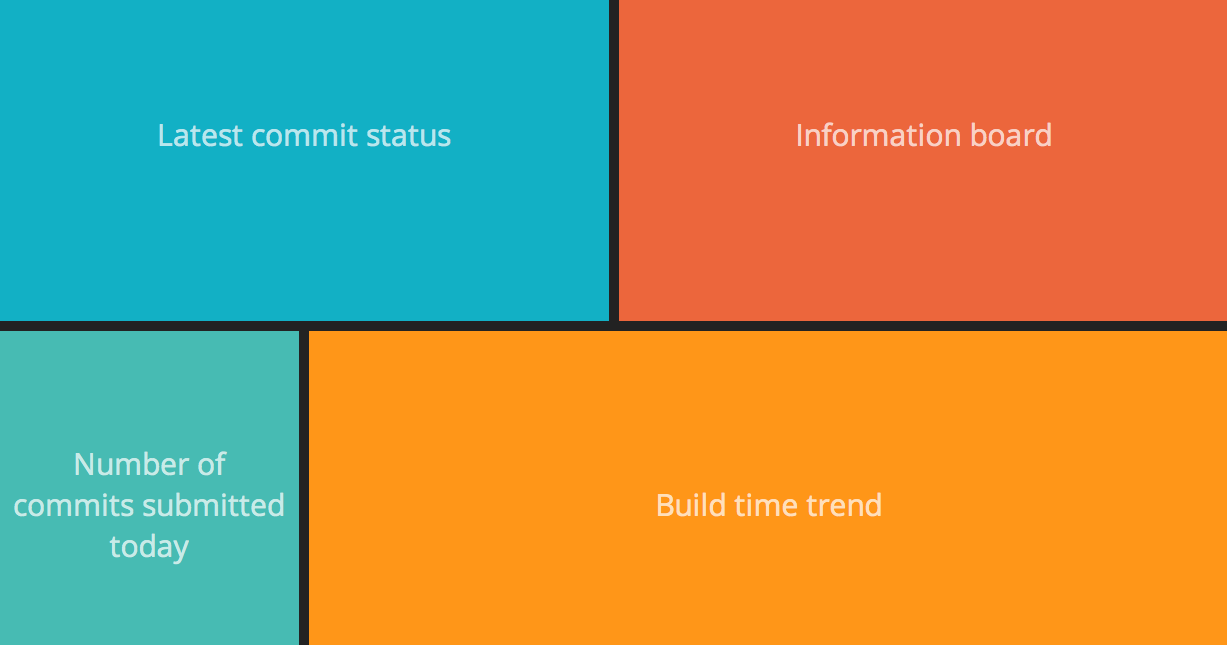 Latest commit status
Information board
Number of
commits submitted
today
Build time trend